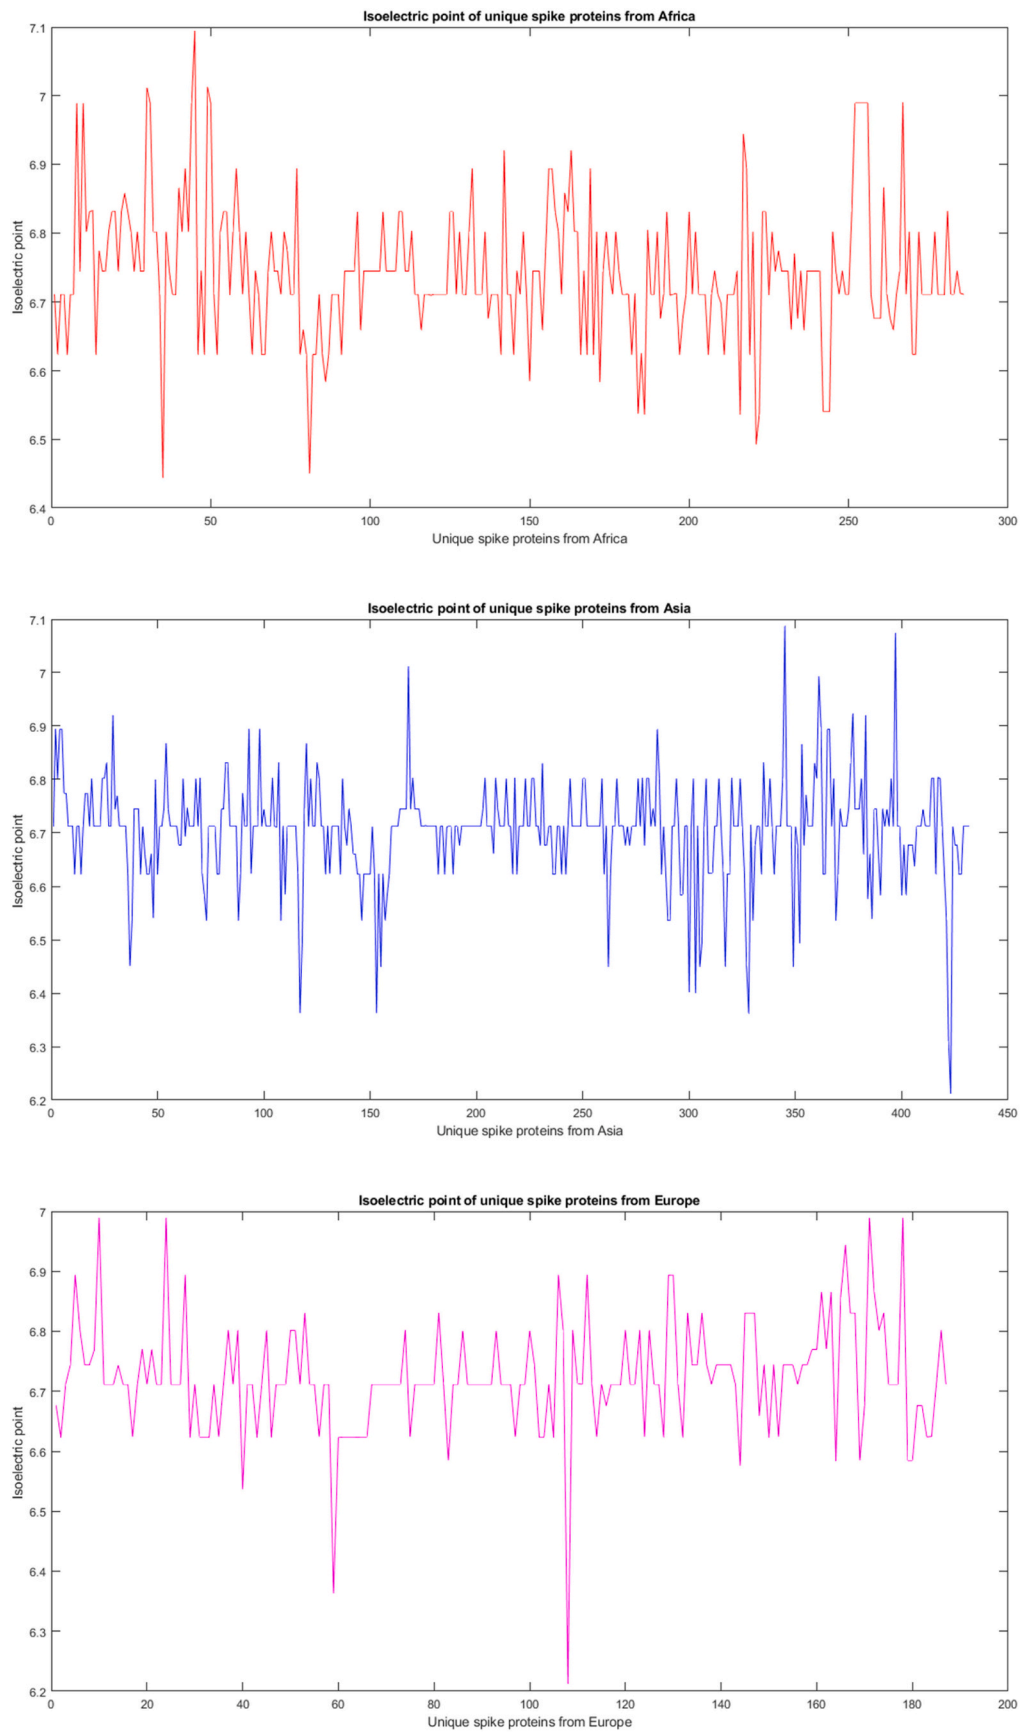 Isoelectric point of unique spike proteins from Africa
7.1
7
6.9
6.8
6.7
6.6
6.5
6.4
Isoelectric point
0 50 100 150 200 250 300
Unique spike proteins from Africa
Isoelectric point of unique spike proteins from Asia
7.1
7
6.9
6.8
6.7
6.6
6.5
6.4
6.3
6.2
Isoelectric point
0 50 100 150 200 250 300 350 400 450
Unique spike proteins from Asia
Isoelectric point of unique spike proteins from Europe
7
6.9
6.8
6.7
6.6
6.5
6.4
6.3
6.2
Isoelectric point
0 20 40 60 80 100 120 140 160 180 200
Unique spike proteins from Europe